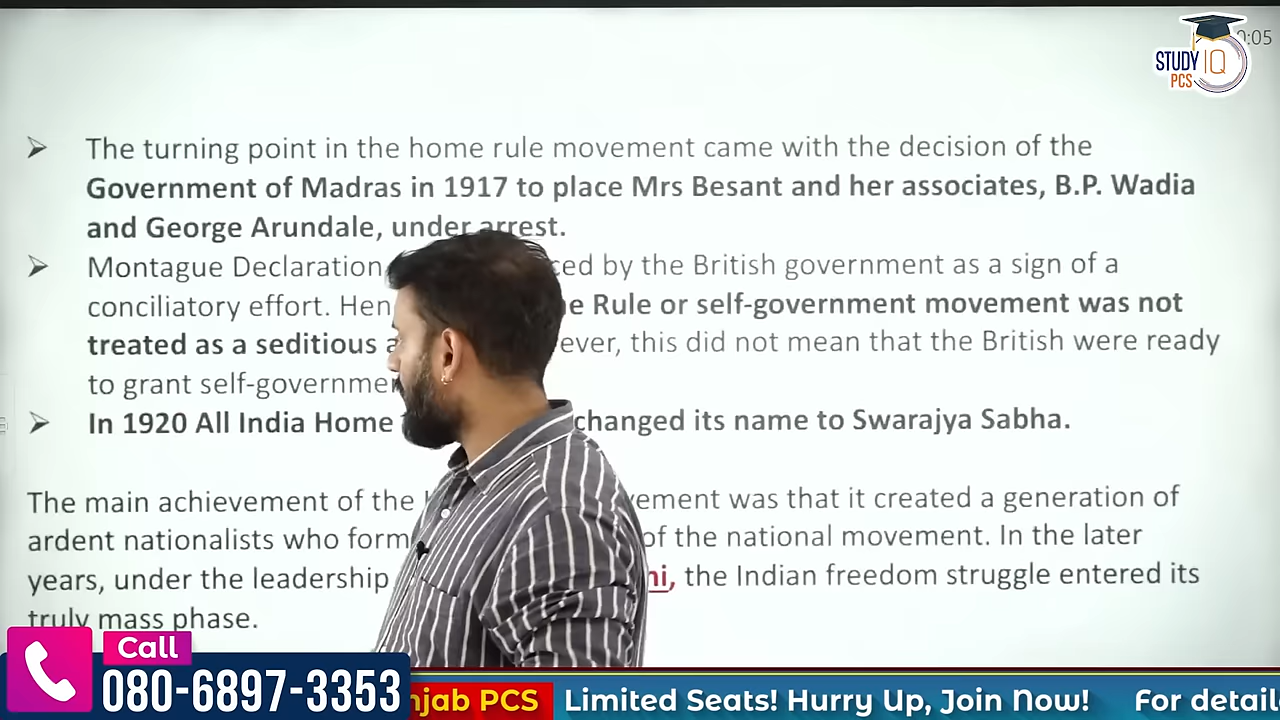 0:05
STUDY IQ
PCS
➤ The turning point in the home rule movement came with the decision of the
Government of Madras in 1917 to place Mrs Besant and her associates, B.P. Wadia
and George Arundale, under arrest.
➤ Montague Declaration ced by the British government as a sign of a
conciliatory effort. Hen e Rule or self-government movement was not
treated as a seditious a ever, this did not mean that the British were ready
to grant self-governme
➤ In 1920 All India Home changed its name to Swarajya Sabha.
The main achievement of the vement was that it created a generation of
ardent nationalists who form of the national movement. In the later
years, under the leadership hi, the Indian freedom struggle entered its
truly mass phase.
Call
080-6897-3353
njab PCS Limited Seats! Hurry Up, Join Now! For detail